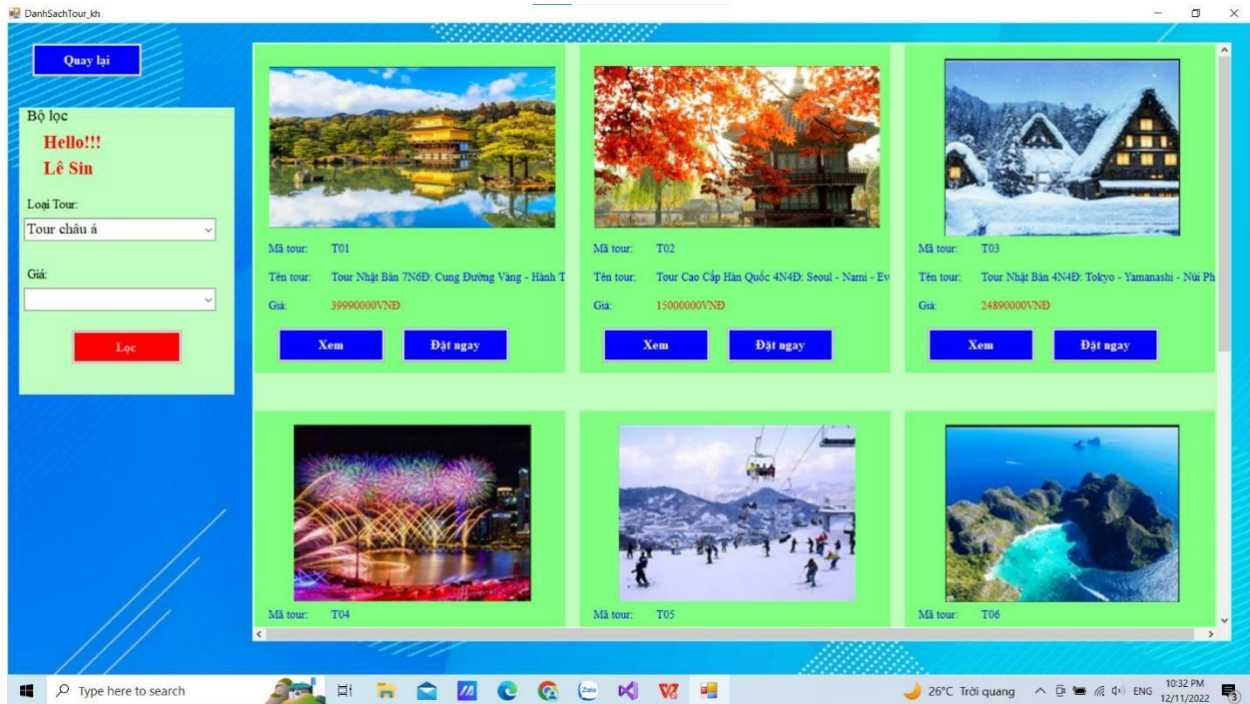 DanhSachTour_kh
Quay lại
Bộ lọc
Hello!!!
Lê Sin
Loại Tour:
Tour châu á
Giá:
Lọc
Mã tour: T01
Tên tour: Tour Nhật Bản 7N6Đ: Cung Đường Vàng - Hành T
Giá: 39990000VNĐ
Xem Đặt ngay
Mã tour: T02
Tên tour: Tour Cao Cấp Hàn Quốc 4N4Đ: Seoul - Nami - Ev
Giá: 15000000VNĐ
Xem Đặt ngay
Mã tour: T03
Tên tour: Tour Nhật Bản 4N4Đ: Tokyo - Yamanashi - Núi Ph
Giá: 24890000VNĐ
Xem Đặt ngay
Mã tour: T04
Mã tour: T05
Mã tour: T06
Type here to search
Zalo
26°C Trời quang
ENG
10:32 PM
12/11/2022
3